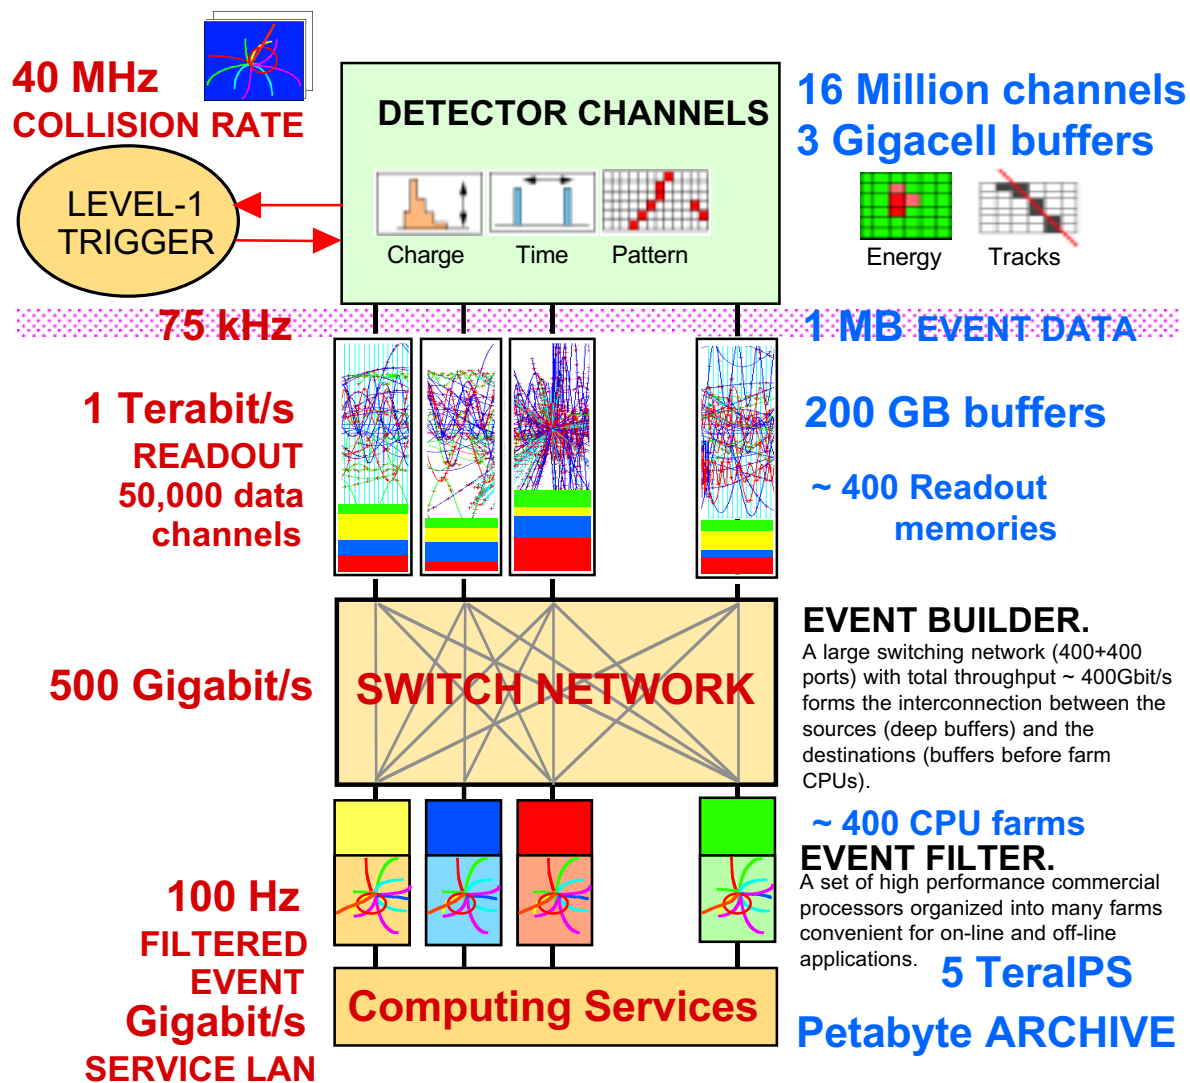 40 MHz
COLLISION RATE
LEVEL-1
TRIGGER
DETECTOR CHANNELS
Charge
Time
Pattern
16 Million channels
3 Gigacell buffers
Energy
Tracks
75 kHz
1 MB EVENT DATA
1 Terabit/s
READOUT
50,000 data
channels
200 GB buffers
~ 400 Readout
memories
500 Gigabit/s
SWITCH NETWORK
EVENT BUILDER.
A large switching network (400+400
ports) with total throughput ~ 400Gbit/s
forms the interconnection between the
sources (deep buffers) and the
destinations (buffers before farm
CPUs).
~ 400 CPU farms
EVENT FILTER.
A set of high performance commercial
processors organized into many farms
convenient for on-line and off-line
applications.
5 TeraIPS
100 Hz
FILTERED
EVENT
Gigabit/s
SERVICE LAN
Computing Services
Petabyte ARCHIVE